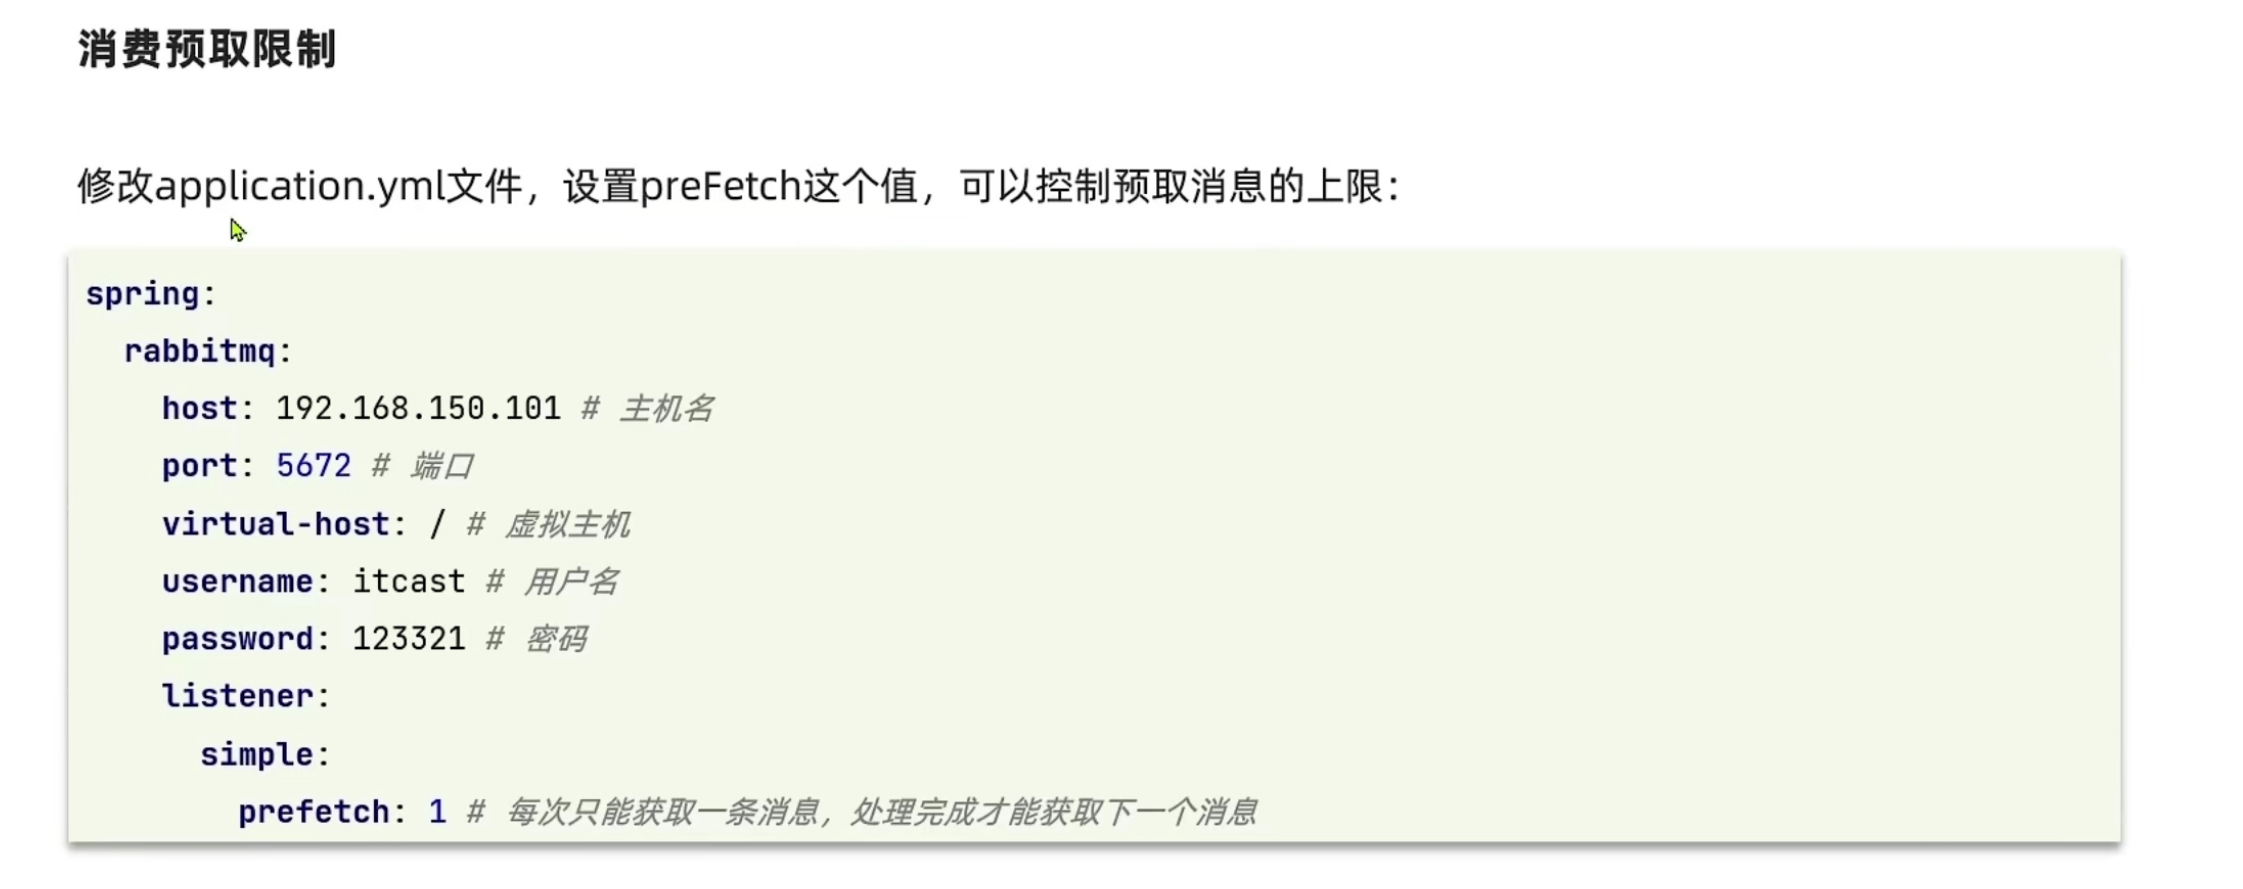 消费预取限制
修改application.yml文件，设置preFetch这个值，可以控制预取消息的上限：
spring:
  rabbitmq:
    host: 192.168.150.101 # 主机名
    port: 5672 # 端口
    virtual-host: / # 虚拟主机
    username: itcast # 用户名
    password: 123321 # 密码
    listener:
      simple:
        prefetch: 1 # 每次只能获取一条消息，处理完成才能获取下一个消息